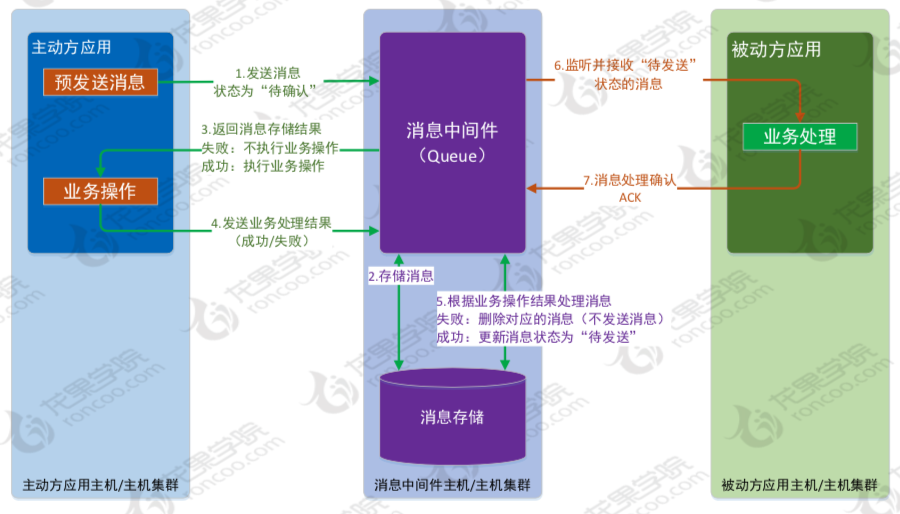 主动方应用
预发送消息
业务操作
主动方应用主机/主机集群
1.发送消息
状态为“待确认”
3.返回消息存储结果
失败：不执行业务操作
成功：执行业务操作
4.发送业务处理结果
（成功/失败）
消息中间件
（Queue）
2.存储消息
5.根据业务操作结果处理消息
失败：删除对应的消息（不发送消息）
成功：更新消息状态为“待发送”
消息存储
消息中间件主机/主机集群
6.监听并接收“待发送”
状态的消息
7.消息处理确认
ACK
被动方应用
业务处理
被动方应用主机/主机集群
龙果学院
roncoo.com